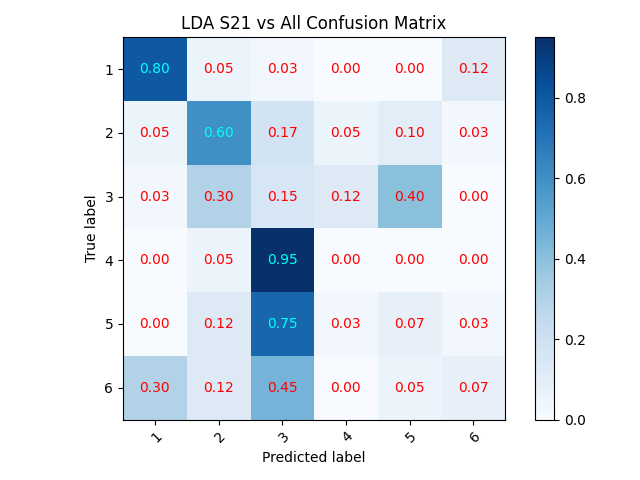 LDA S21 vs All Confusion Matrix
True label
1 0.80 0.05 0.03 0.00 0.00 0.12
2 0.05 0.60 0.17 0.05 0.10 0.03
3 0.03 0.30 0.15 0.12 0.40 0.00
4 0.00 0.05 0.95 0.00 0.00 0.00
5 0.00 0.12 0.75 0.03 0.07 0.03
6 0.30 0.12 0.45 0.00 0.05 0.07
1 2 3 4 5 6
Predicted label
0.8
0.6
0.4
0.2
0.0